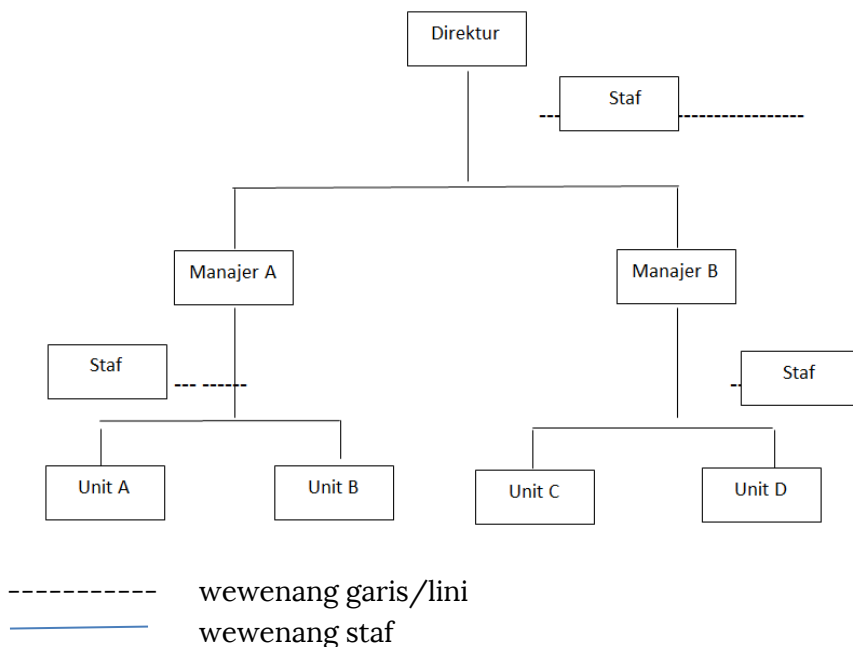 Direktur
Staf
Manajer A
Manajer B
Staf
Staf
Unit A
Unit B
Unit C
Unit D
wewenang garis/lini
wewenang staf